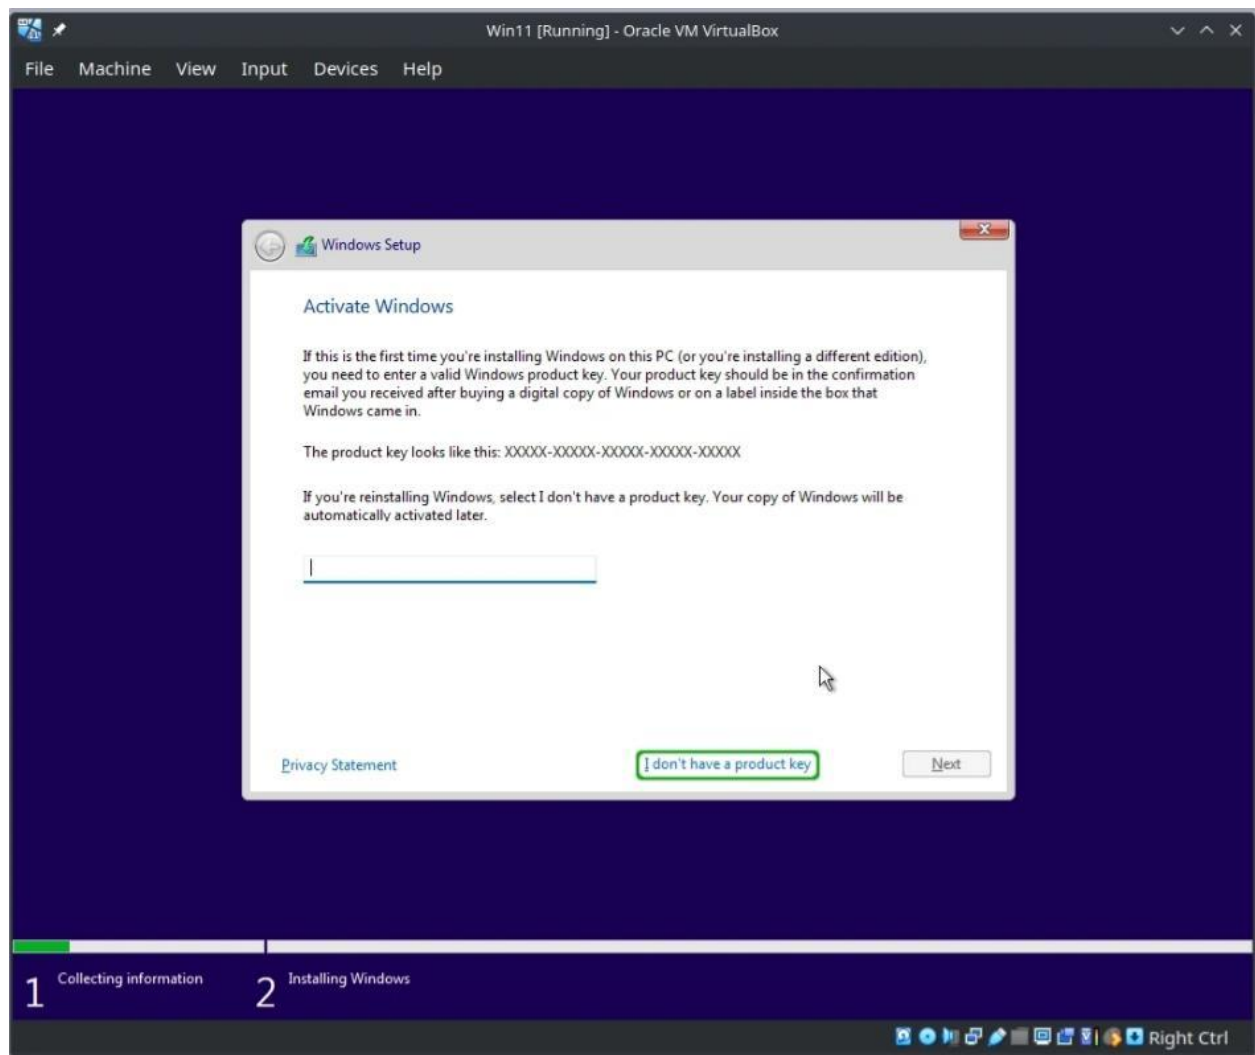 Win11 [Running] - Oracle VM VirtualBox
File Machine View Input Devices Help
Windows Setup
Activate Windows
If this is the first time you're installing Windows on this PC (or you're installing a different edition),
you need to enter a valid Windows product key. Your product key should be in the confirmation
email you received after buying a digital copy of Windows or on a label inside the box that
Windows came in.
The product key looks like this: XXXXX-XXXXX-XXXXX-XXXXX-XXXXX
If you're reinstalling Windows, select I don't have a product key. Your copy of Windows will be
automatically activated later.
Privacy Statement I don't have a product key Next
1 Collecting information 2 Installing Windows
Right Ctrl